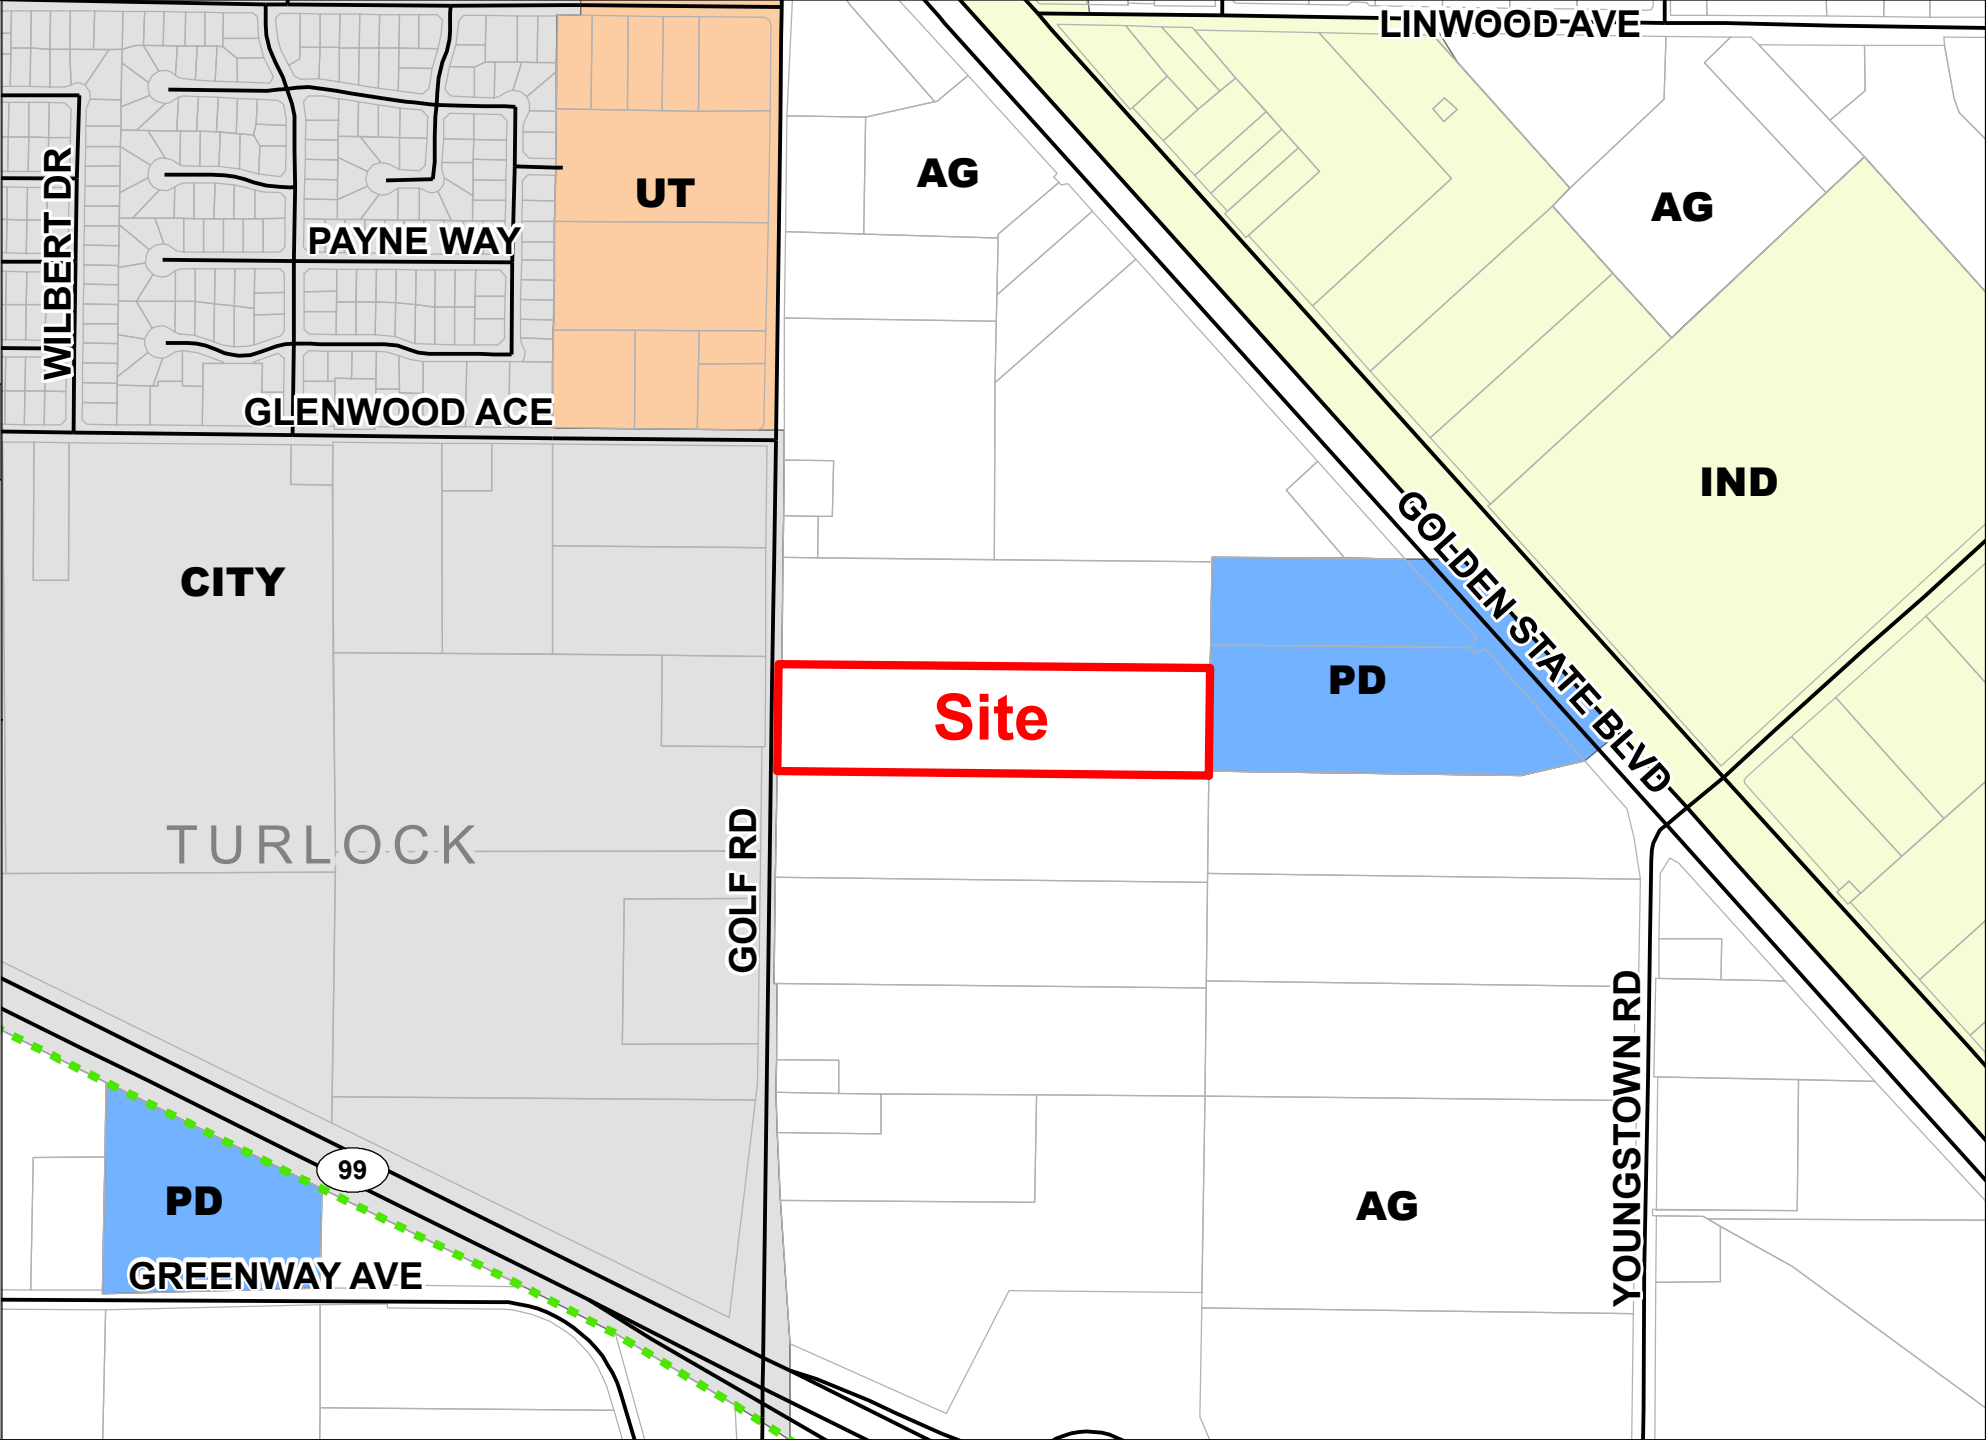 LINWOOD AVE
AG
UT
AG
WILBERT DR
PAYNE WAY
GLENWOOD ACE
IND
GOLDEN STATE BLVD
CITY
PD
Site
TURLOCK
GOLF RD
YOUNGSTOWN RD
99
PD
AG
GREENWAY AVE